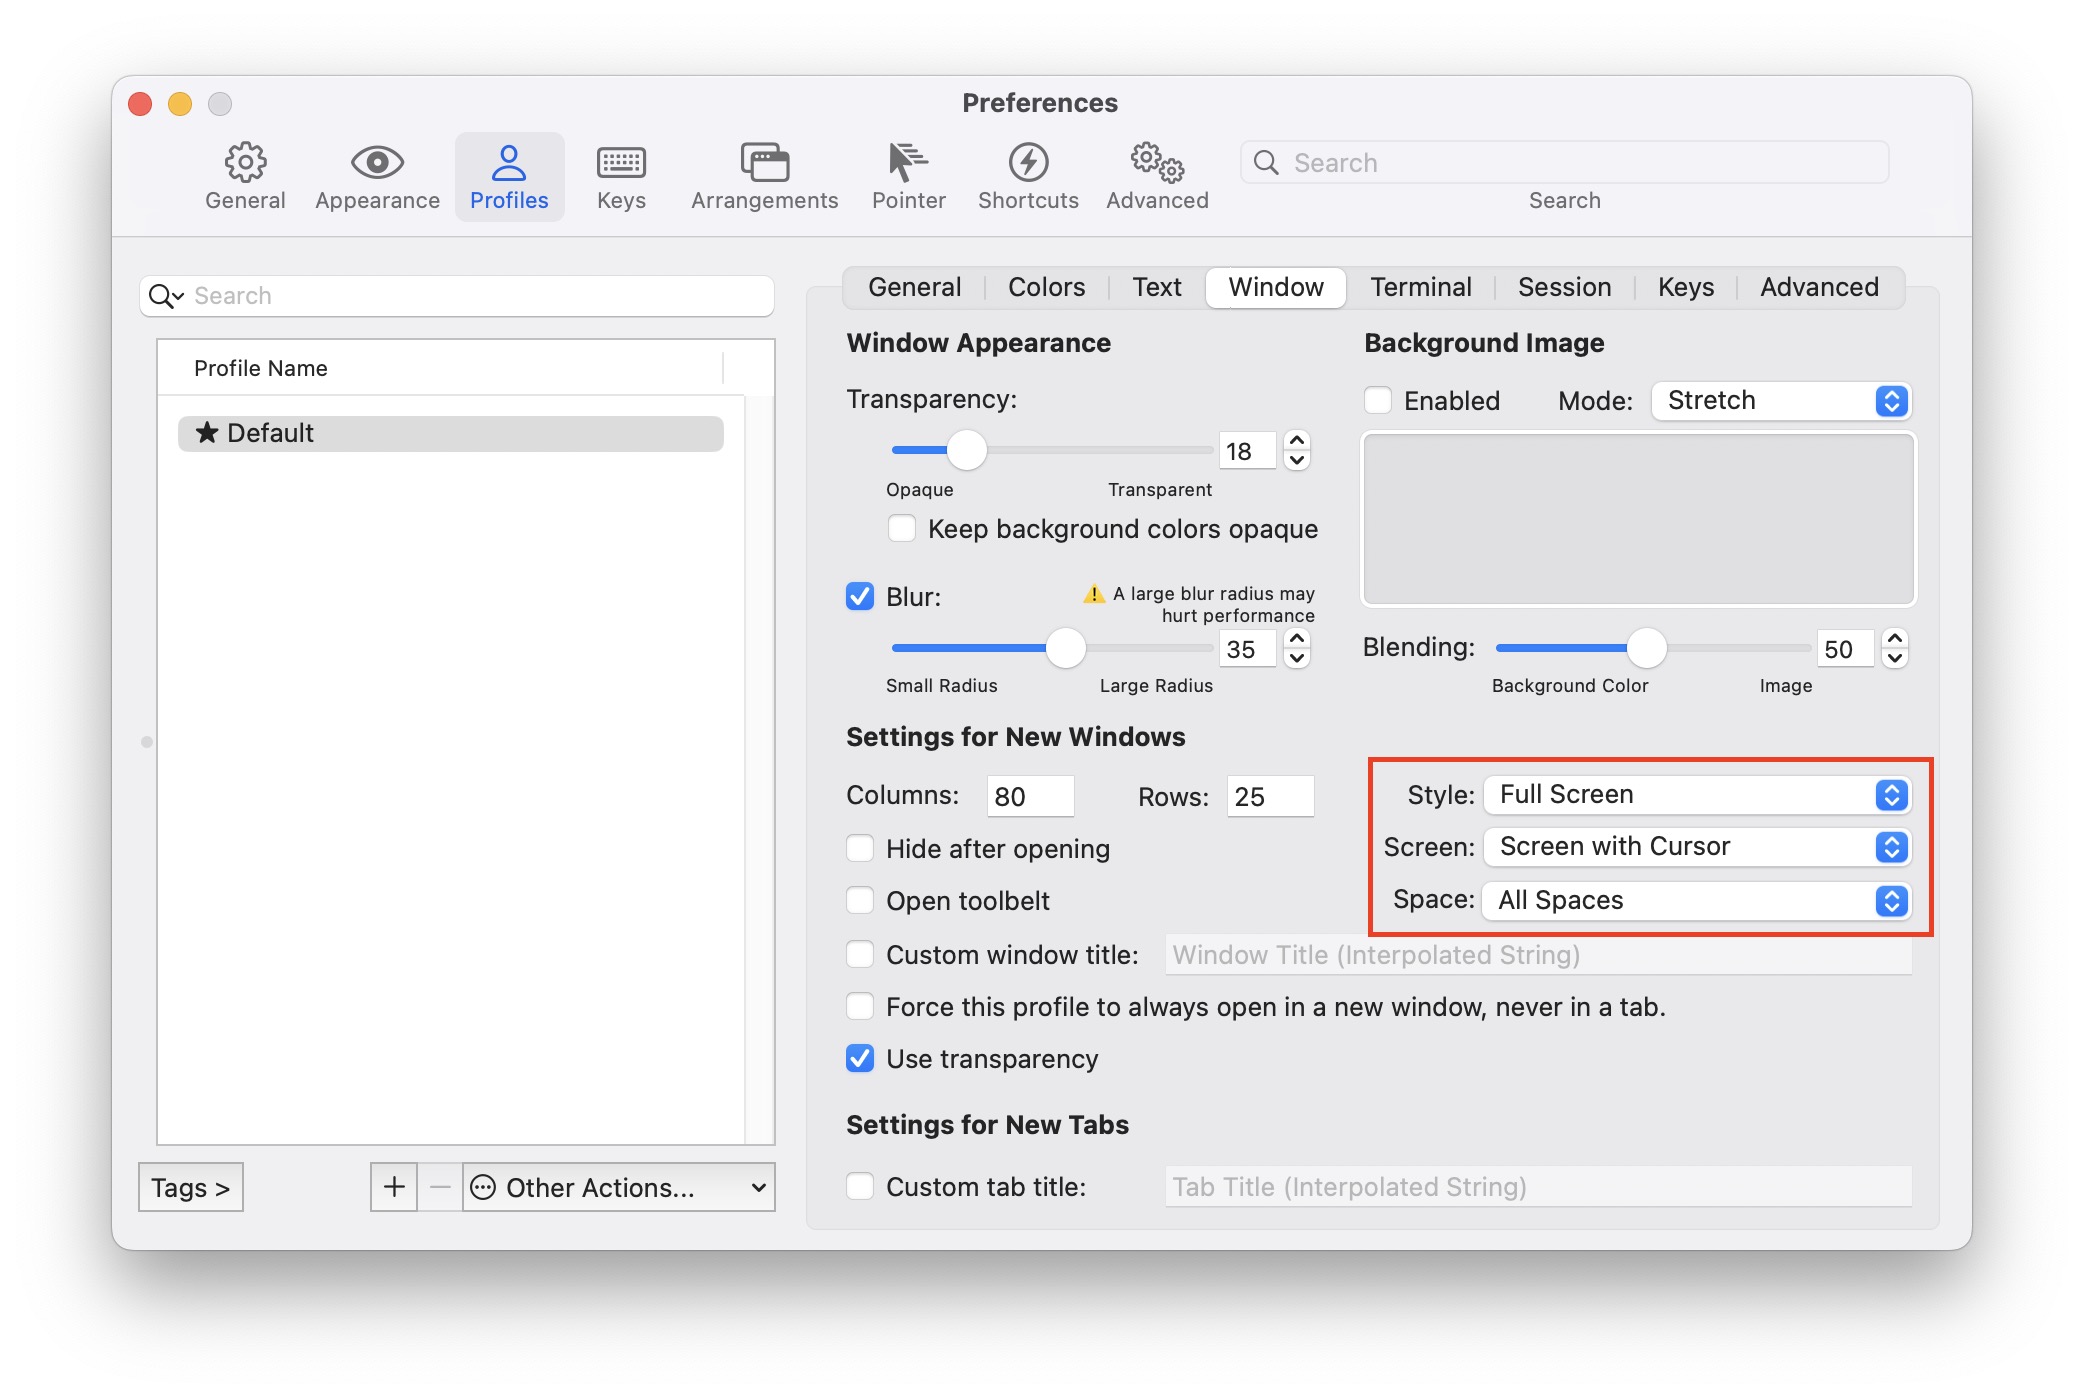 Preferences
General
Appearance
Profiles
Keys
Arrangements
Pointer
Shortcuts
Advanced
Search
Search
Search
Profile Name
★ Default
Tags >
+
−
Other Actions...
General
Colors
Text
Window
Terminal
Session
Keys
Advanced
Window Appearance
Transparency:
18
Opaque
Transparent
Keep background colors opaque
Blur:
A large blur radius may
hurt performance
35
Small Radius
Large Radius
Background Image
Enabled
Mode: Stretch
Blending:
50
Background Color
Image
Settings for New Windows
Columns: 80
Rows: 25
Style: Full Screen
Hide after opening
Screen: Screen with Cursor
Open toolbelt
Space: All Spaces
Custom window title: Window Title (Interpolated String)
Force this profile to always open in a new window, never in a tab.
Use transparency
Settings for New Tabs
Custom tab title: Tab Title (Interpolated String)